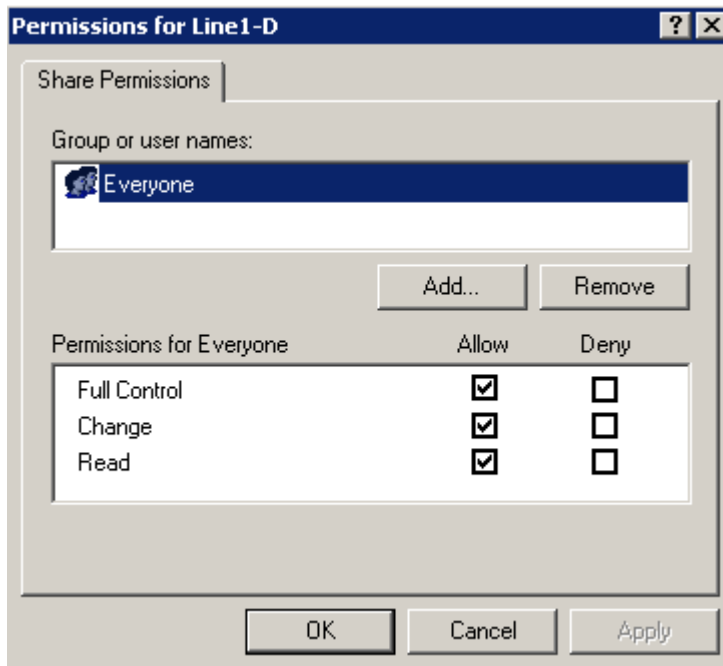 Permissions for Line1-D
Share Permissions
Group or user names:
Everyone
Add... Remove
Permissions for Everyone Allow Deny
Full Control
Change
Read
OK Cancel Apply